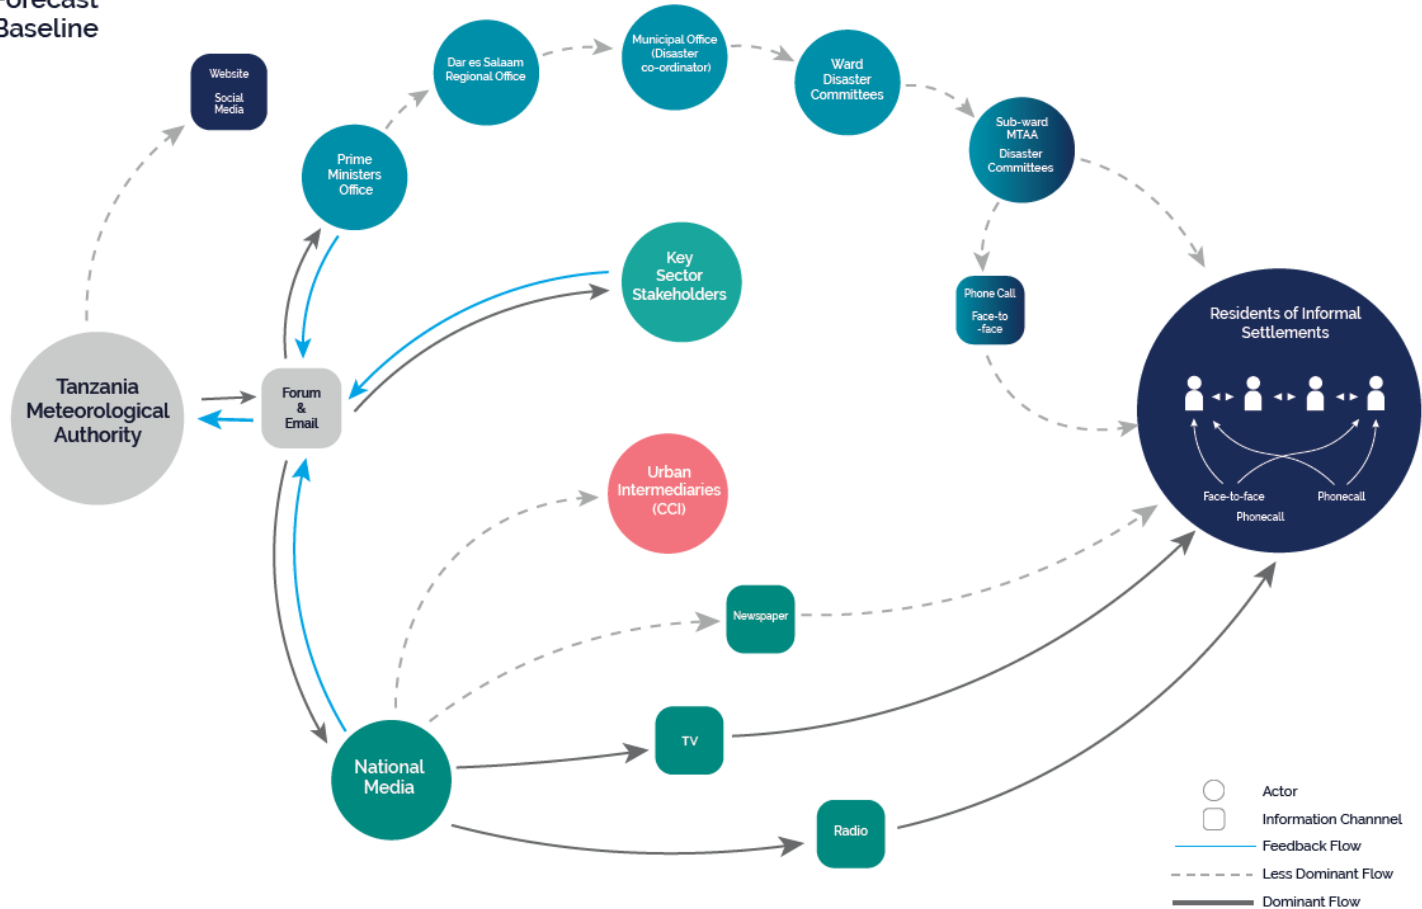 Forecast
Baseline
Website
Social
Media
Dar es Salaam
Regional Office
Municipal Office
(Disaster
co-ordinator)
Ward
Disaster
Committees
Sub-ward
MTAA
Disaster
Committees
Prime
Ministers
Office
Key
Sector
Stakeholders
Phone Call
Face-to
-face
Residents of Informal
Settlements
Tanzania
Meteorological
Authority
Forum
&
Email
Urban
Intermediaries
(CCI)
Face-to-face
Phonecall
Phonecall
Newspaper
TV
National
Media
Radio
Actor
Information Channnel
Feedback Flow
Less Dominant Flow
Dominant Flow